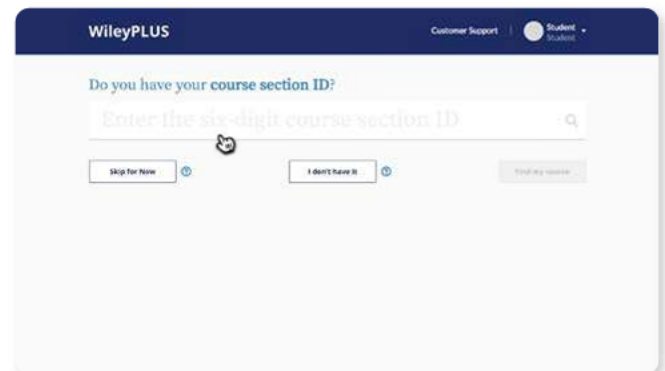 WileyPLUS
Customer Support
Student
Student
Do you have your course section ID?
Enter the six-digit course section ID
Skip for Now
I don't have it
Find my course